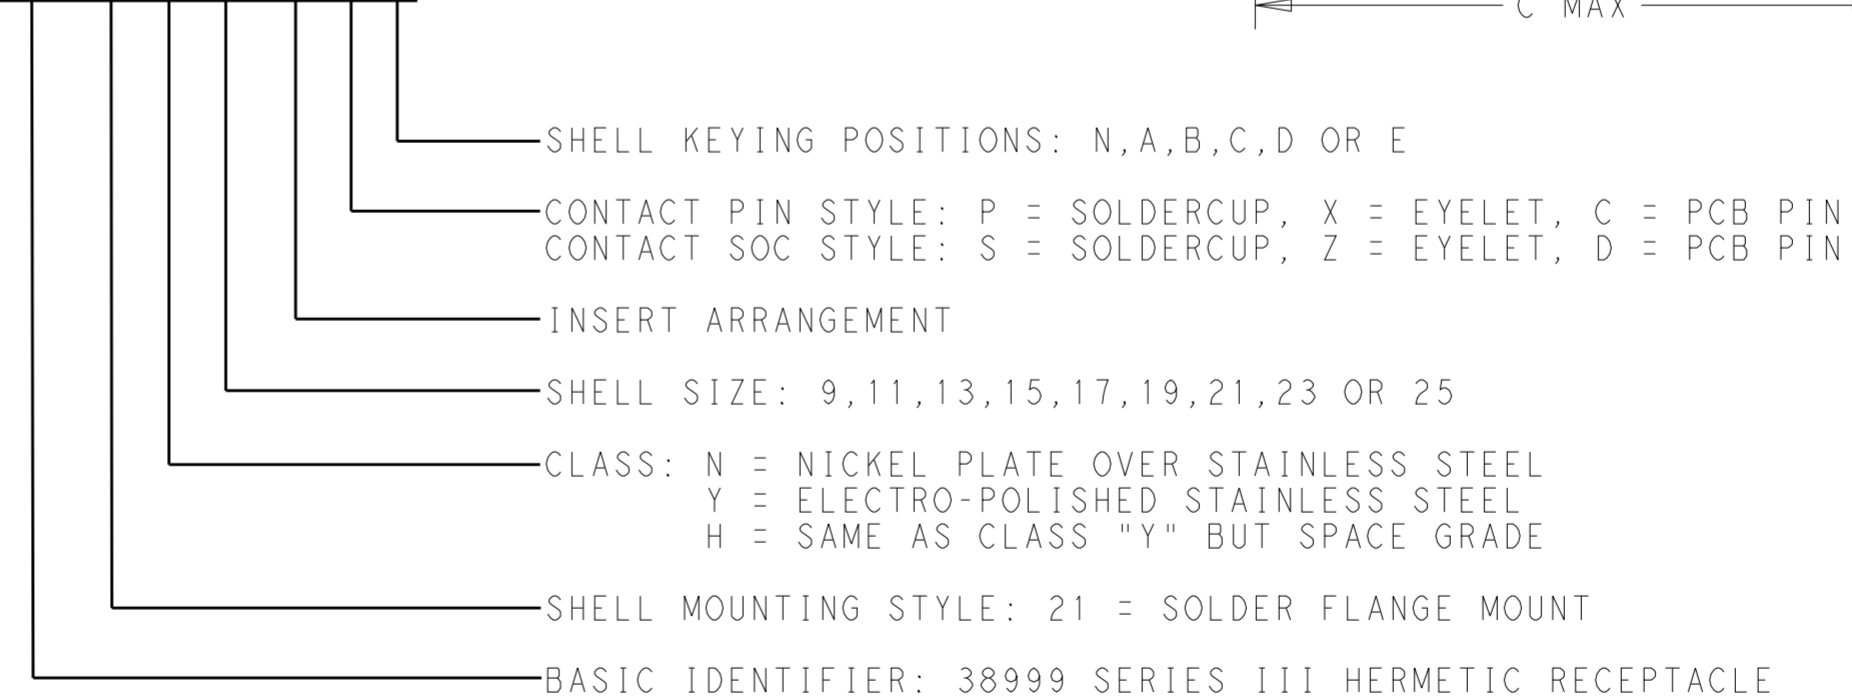 C MAX
SHELL KEYING POSITIONS: N,A,B,C,D OR E
CONTACT PIN STYLE: P = SOLDERCUP, X = EYELET, C = PCB PIN
CONTACT SOC STYLE: S = SOLDERCUP, Z = EYELET, D = PCB PIN
INSERT ARRANGEMENT
SHELL SIZE: 9,11,13,15,17,19,21,23 OR 25
CLASS: N = NICKEL PLATE OVER STAINLESS STEEL
Y = ELECTRO-POLISHED STAINLESS STEEL
H = SAME AS CLASS "Y" BUT SPACE GRADE
SHELL MOUNTING STYLE: 21 = SOLDER FLANGE MOUNT
BASIC IDENTIFIER: 38999 SERIES III HERMETIC RECEPTACLE